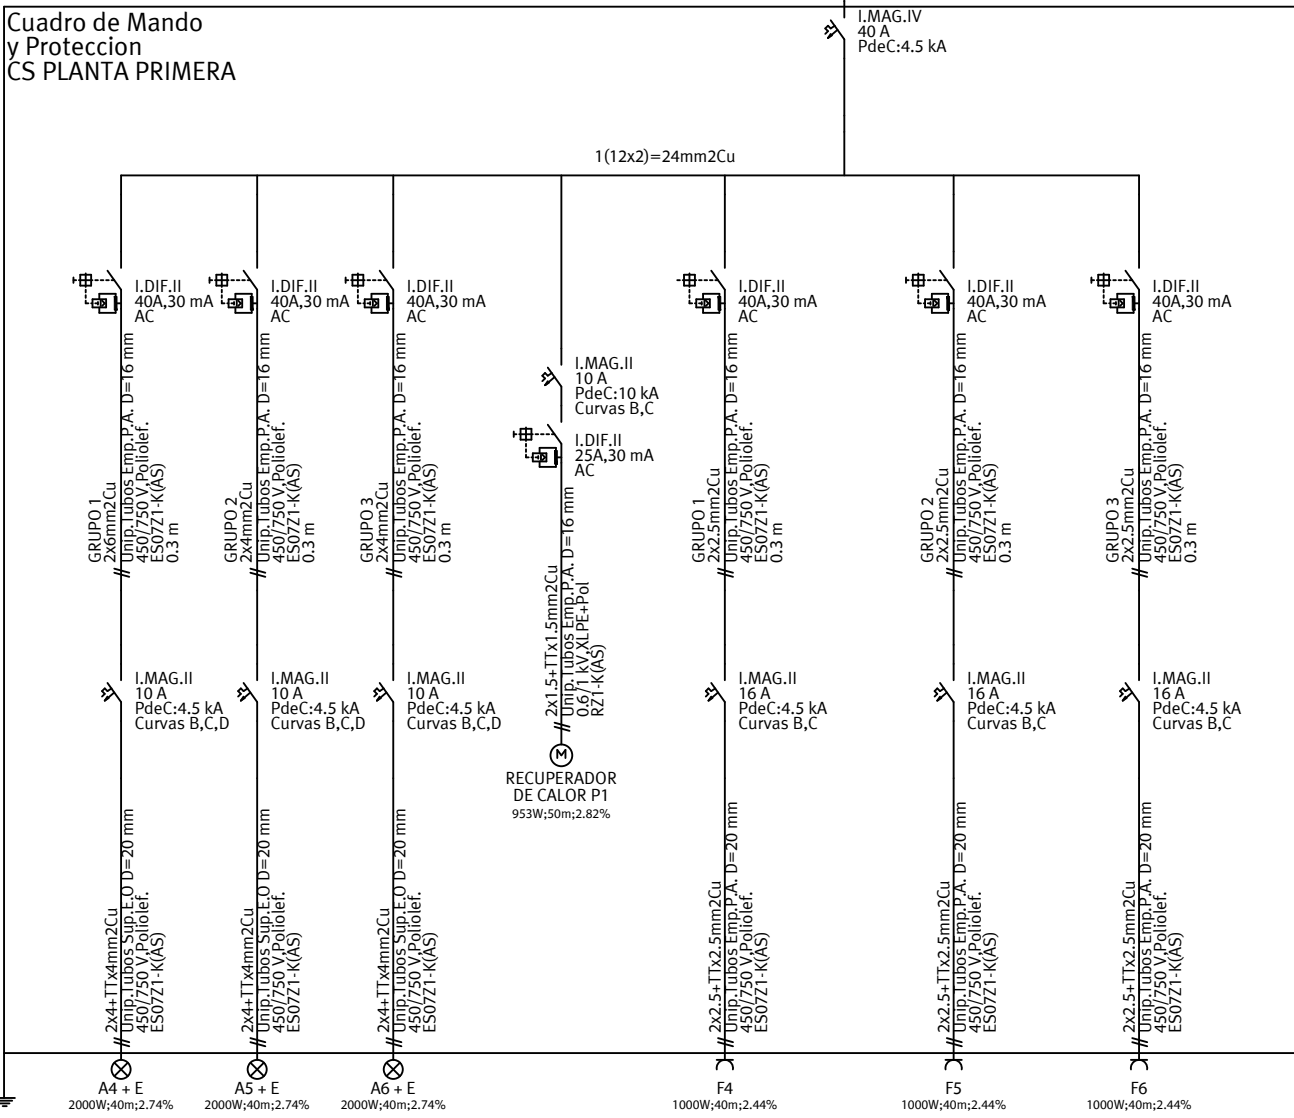 Cuadro de Mando
y Proteccion
CS PLANTA PRIMERA
I.MAG.IV
40 A
PdeC:4.5 kA
1(12x2)=24mm2Cu
I.DIF.II
40A,30 mA
AC
I.DIF.II
40A,30 mA
AC
I.DIF.II
40A,30 mA
AC
I.MAG.II
10 A
PdeC:10 kA
Curvas B,C
I.DIF.II
25A,30 mA
AC
I.DIF.II
40A,30 mA
AC
I.DIF.II
40A,30 mA
AC
I.DIF.II
40A,30 mA
AC
GRUPO 1
2x6mm2Cu
Unip.Tubos Emp.P.A. D=16 mm
450/750 V,Poliolef.
ES07Z1-K(AS)
0.3 m
GRUPO 2
2x4mm2Cu
Unip.Tubos Emp.P.A. D=16 mm
450/750 V,Poliolef.
ES07Z1-K(AS)
0.3 m
GRUPO 3
2x4mm2Cu
Unip.Tubos Emp.P.A. D=16 mm
450/750 V,Poliolef.
ES07Z1-K(AS)
0.3 m
2x1.5+TTx1.5mm2Cu
Unip.Tubos Emp.P.A. D=16 mm
0.6/1 kV,XLPE+Pol
RZ1-K(AS)
GRUPO 1
2x2.5mm2Cu
Unip.Tubos Emp.P.A. D=16 mm
450/750 V,Poliolef.
ES07Z1-K(AS)
0.3 m
GRUPO 2
2x2.5mm2Cu
Unip.Tubos Emp.P.A. D=16 mm
450/750 V,Poliolef.
ES07Z1-K(AS)
0.3 m
GRUPO 3
2x2.5mm2Cu
Unip.Tubos Emp.P.A. D=16 mm
450/750 V,Poliolef.
ES07Z1-K(AS)
0.3 m
I.MAG.II
10 A
PdeC:4.5 kA
Curvas B,C,D
I.MAG.II
10 A
PdeC:4.5 kA
Curvas B,C,D
I.MAG.II
10 A
PdeC:4.5 kA
Curvas B,C,D
M
RECUPERADOR
DE CALOR P1
953W;50m;2.82%
I.MAG.II
16 A
PdeC:4.5 kA
Curvas B,C
I.MAG.II
16 A
PdeC:4.5 kA
Curvas B,C
I.MAG.II
16 A
PdeC:4.5 kA
Curvas B,C
2x4+TTx4mm2Cu
Unip.Tubos Sup.E.O D=20 mm
450/750 V,Poliolef.
ES07Z1-K(AS)
2x4+TTx4mm2Cu
Unip.Tubos Sup.E.O D=20 mm
450/750 V,Poliolef.
ES07Z1-K(AS)
2x4+TTx4mm2Cu
Unip.Tubos Sup.E.O D=20 mm
450/750 V,Poliolef.
ES07Z1-K(AS)
2x2.5+TTx2.5mm2Cu
Unip.Tubos Emp.P.A. D=20 mm
450/750 V,Poliolef.
ES07Z1-K(AS)
2x2.5+TTx2.5mm2Cu
Unip.Tubos Emp.P.A. D=20 mm
450/750 V,Poliolef.
ES07Z1-K(AS)
2x2.5+TTx2.5mm2Cu
Unip.Tubos Emp.P.A. D=20 mm
450/750 V,Poliolef.
ES07Z1-K(AS)
A4 + E
2000W;40m;2.74%
A5 + E
2000W;40m;2.74%
A6 + E
2000W;40m;2.74%
F4
1000W;40m;2.44%
F5
1000W;40m;2.44%
F6
1000W;40m;2.44%